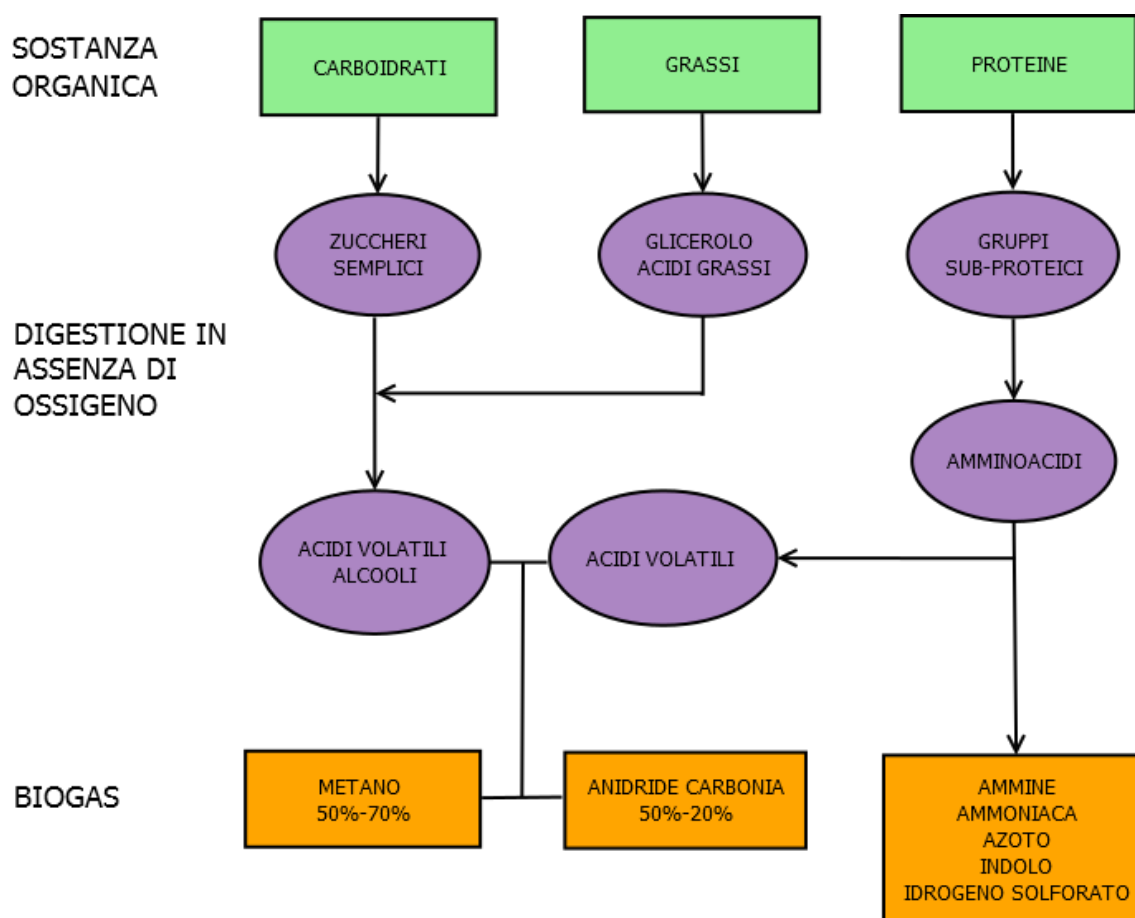 SOSTANZA
ORGANICA
CARBOIDRATI
GRASSI
PROTEINE
ZUCCHERI
SEMPLICI
GLICEROLO
ACIDI GRASSI
GRUPPI
SUB-PROTEICI
DIGESTIONE IN
ASSENZA DI
OSSIGENO
AMMINOACIDI
ACIDI VOLATILI
ALCOOLI
ACIDI VOLATILI
BIOGAS
METANO
50%-70%
ANIDRIDE CARBONIA
50%-20%
AMMINE
AMMONIACA
AZOTO
INDOLO
IDROGENO SOLFORATO